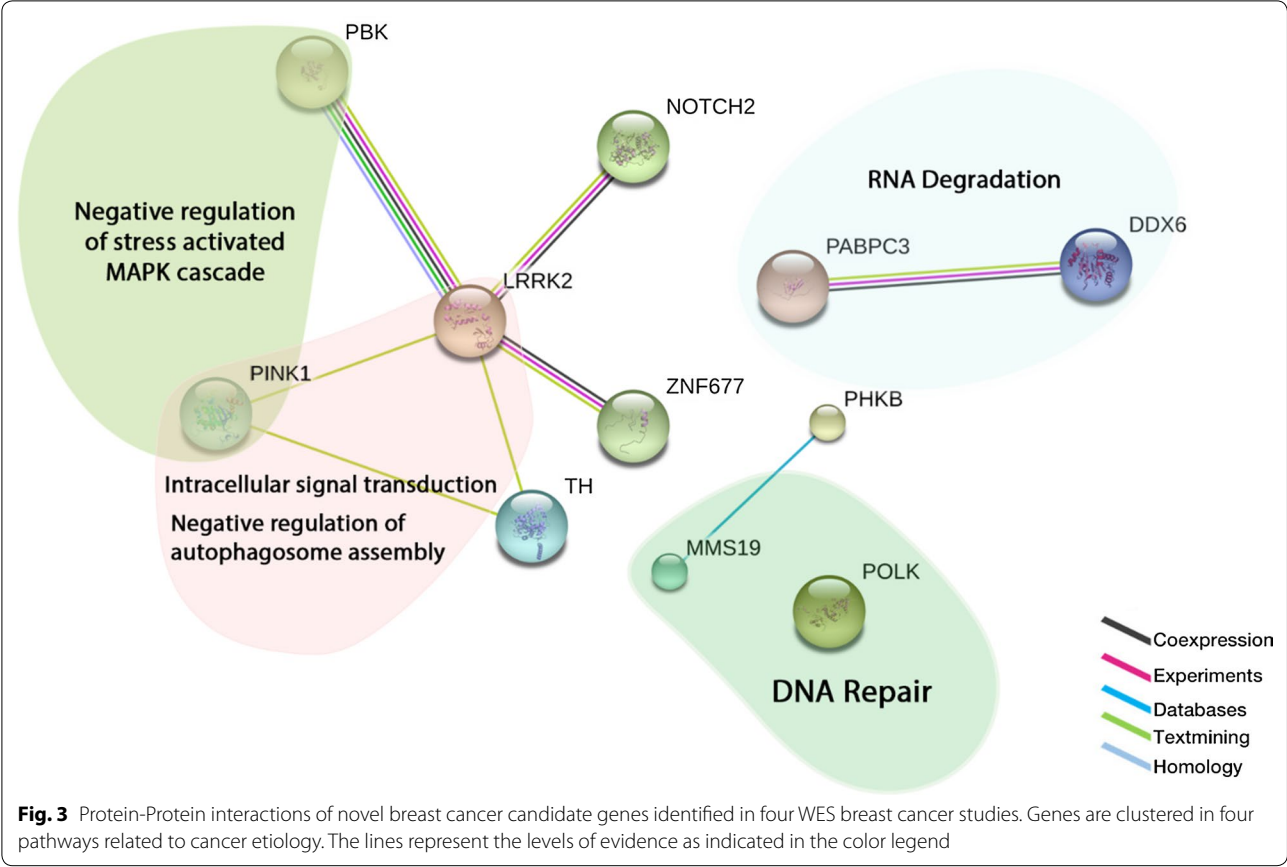 PBK
NOTCH2
RNA Degradation
DDX6
PABPC3
Negative regulation
of stress activated
MAPK cascade
LRRK2
PINK1
ZNF677
PHKB
Intracellular signal transduction
TH
Negative regulation of
autophagosome assembly
MMS19
POLK
DNA Repair
Coexpression
Experiments
Databases
Textmining
Homology
Fig. 3 Protein-Protein interactions of novel breast cancer candidate genes identified in four WES breast cancer studies. Genes are clustered in four
pathways related to cancer etiology. The lines represent the levels of evidence as indicated in the color legend